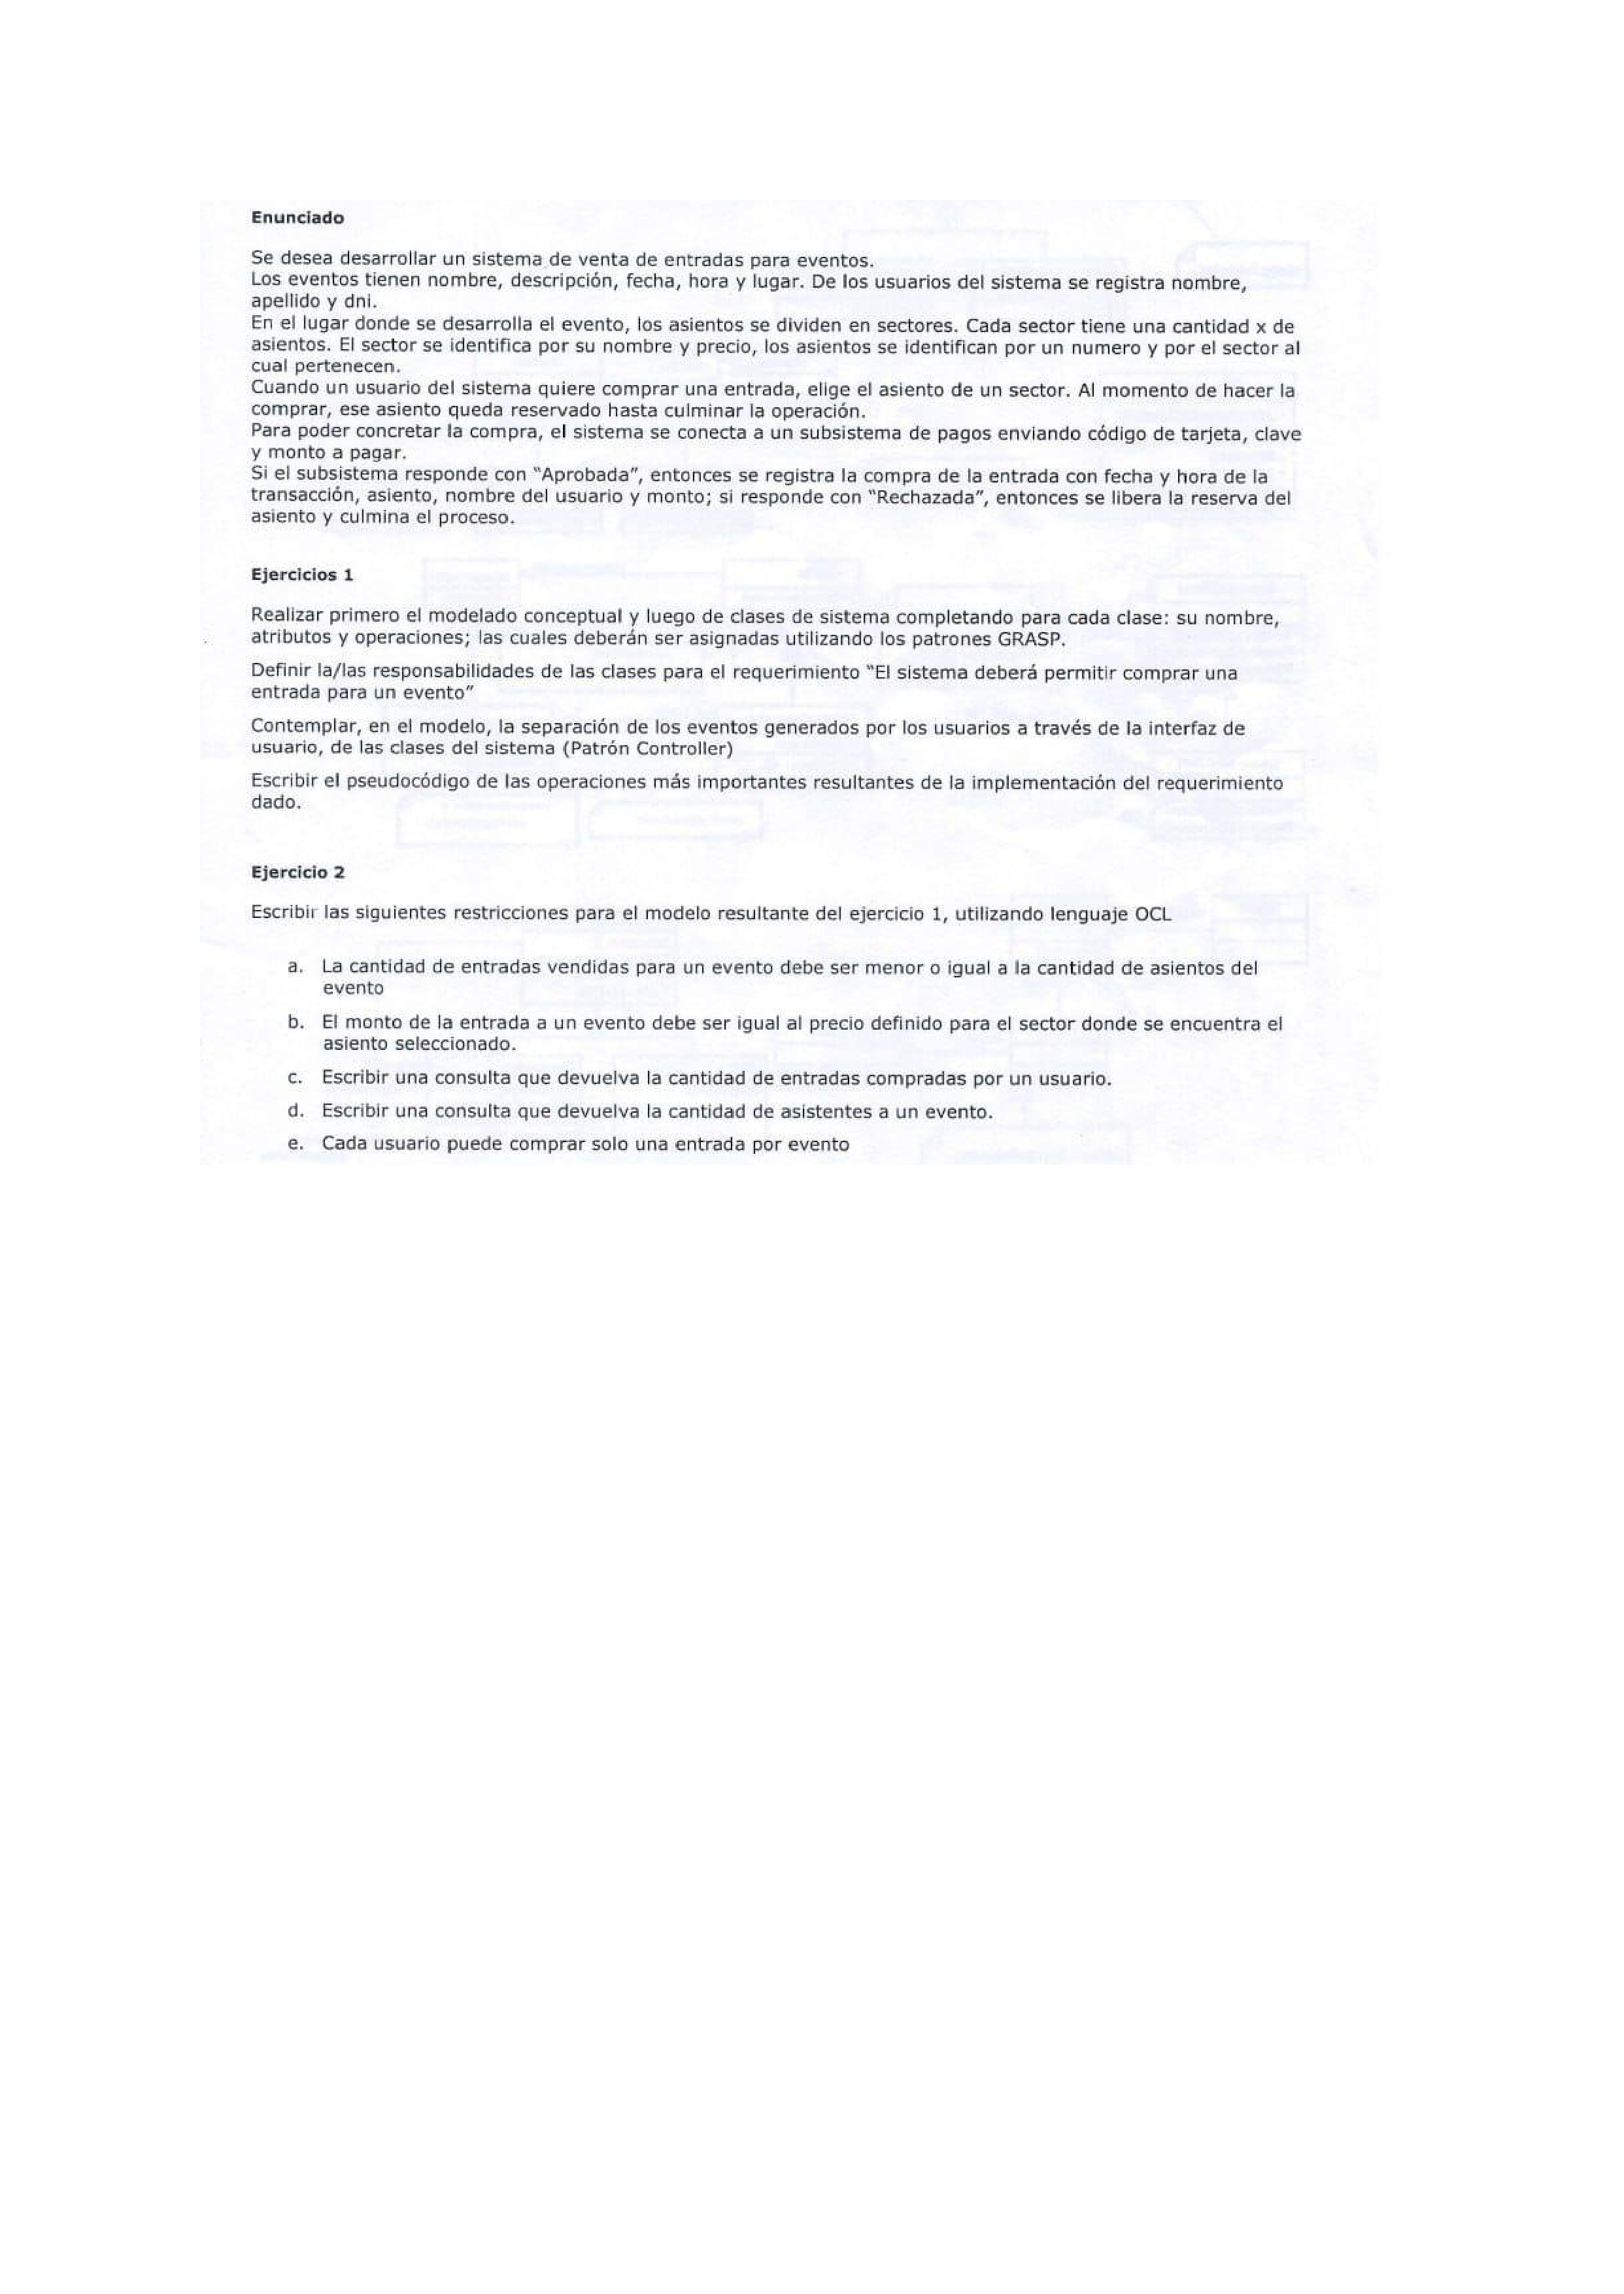 Enunciado
Se desea desarrollar un sistema de venta de entradas para eventos.
Los eventos tienen nombre, descripción, fecha, hora y lugar. De los usuarios del sistema se registra nombre,
apellido y dni.
En el lugar donde se desarrolla el evento, los asientos se dividen en sectores. Cada sector tiene una cantidad x de
asientos. El sector se identifica por su nombre y precio, los asientos se identifican por un numero y por el sector al
cual pertenecen.
Cuando un usuario del sistema quiere comprar una entrada, elige el asiento de un sector. Al momento de hacer la
comprar, ese asiento queda reservado hasta culminar la operación.
Para poder concretar la compra, el sistema se conecta a un subsistema de pagos enviando código de tarjeta, clave
y monto a pagar.
Si el subsistema responde con "Aprobada", entonces se registra la compra de la entrada con fecha y hora de la
transacción, asiento, nombre del usuario y monto; si responde con "Rechazada", entonces se libera la reserva del
asiento y culmina el proceso.
Ejercicios 1
Realizar primero el modelado conceptual y luego de clases de sistema completando para cada clase: su nombre,
atributos y operaciones; las cuales deberán ser asignadas utilizando los patrones GRASP.
Definir la/las responsabilidades de las clases para el requerimiento "El sistema deberá permitir comprar una
entrada para un evento"
Contemplar, en el modelo, la separación de los eventos generados por los usuarios a través de la interfaz de
usuario, de las clases del sistema (Patrón Controller)
Escribir el pseudocódigo de las operaciones más importantes resultantes de la implementación del requerimiento
dado.
Ejercicio 2
Escribir las siguientes restricciones para el modelo resultante del ejercicio 1, utilizando lenguaje OCL
a. La cantidad de entradas vendidas para un evento debe ser menor o igual a la cantidad de asientos del
evento
b. El monto de la entrada a un evento debe ser igual al precio definido para el sector donde se encuentra el
asiento seleccionado.
c. Escribir una consulta que devuelva la cantidad de entradas compradas por un usuario.
d. Escribir una consulta que devuelva la cantidad de asistentes a un evento.
e. Cada usuario puede comprar solo una entrada por evento